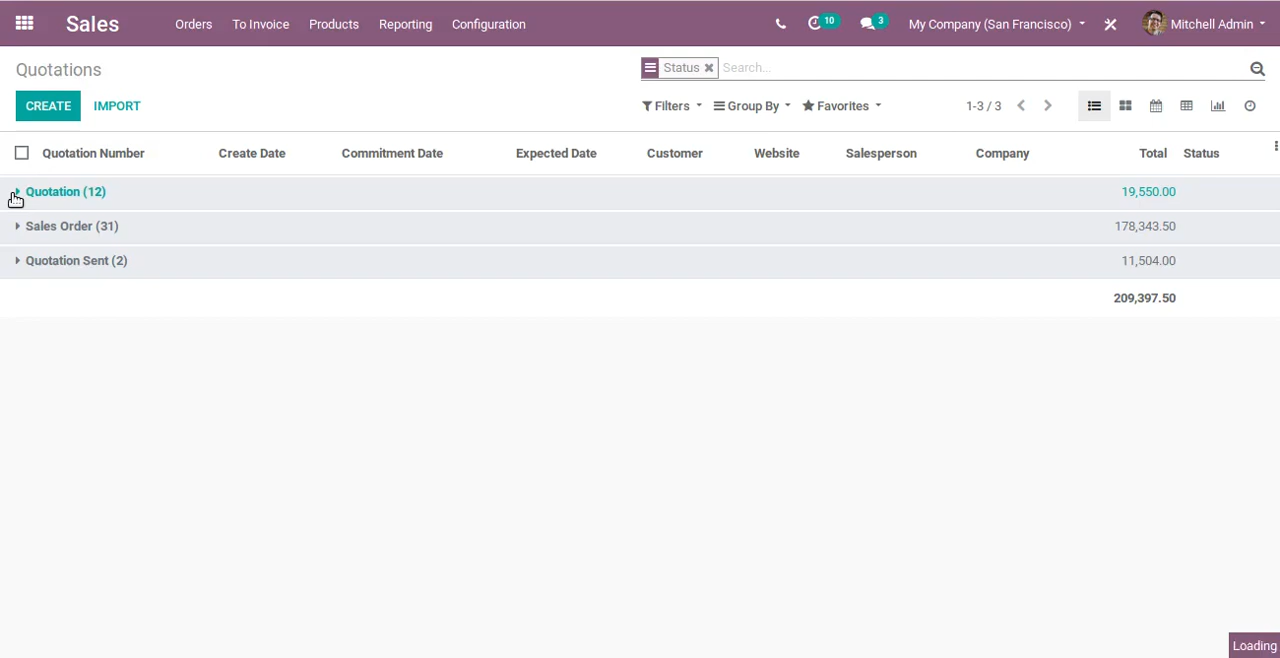 Sales Orders To Invoice Products Reporting Configuration 10 3 My Company (San Francisco) Mitchell Admin
Quotations Status Search...
CREATE IMPORT Filters Group By Favorites 1-3 / 3
Quotation Number Create Date Commitment Date Expected Date Customer Website Salesperson Company Total Status
Quotation (12) 19,550.00
Sales Order (31) 178,343.50
Quotation Sent (2) 11,504.00
209,397.50
Loading